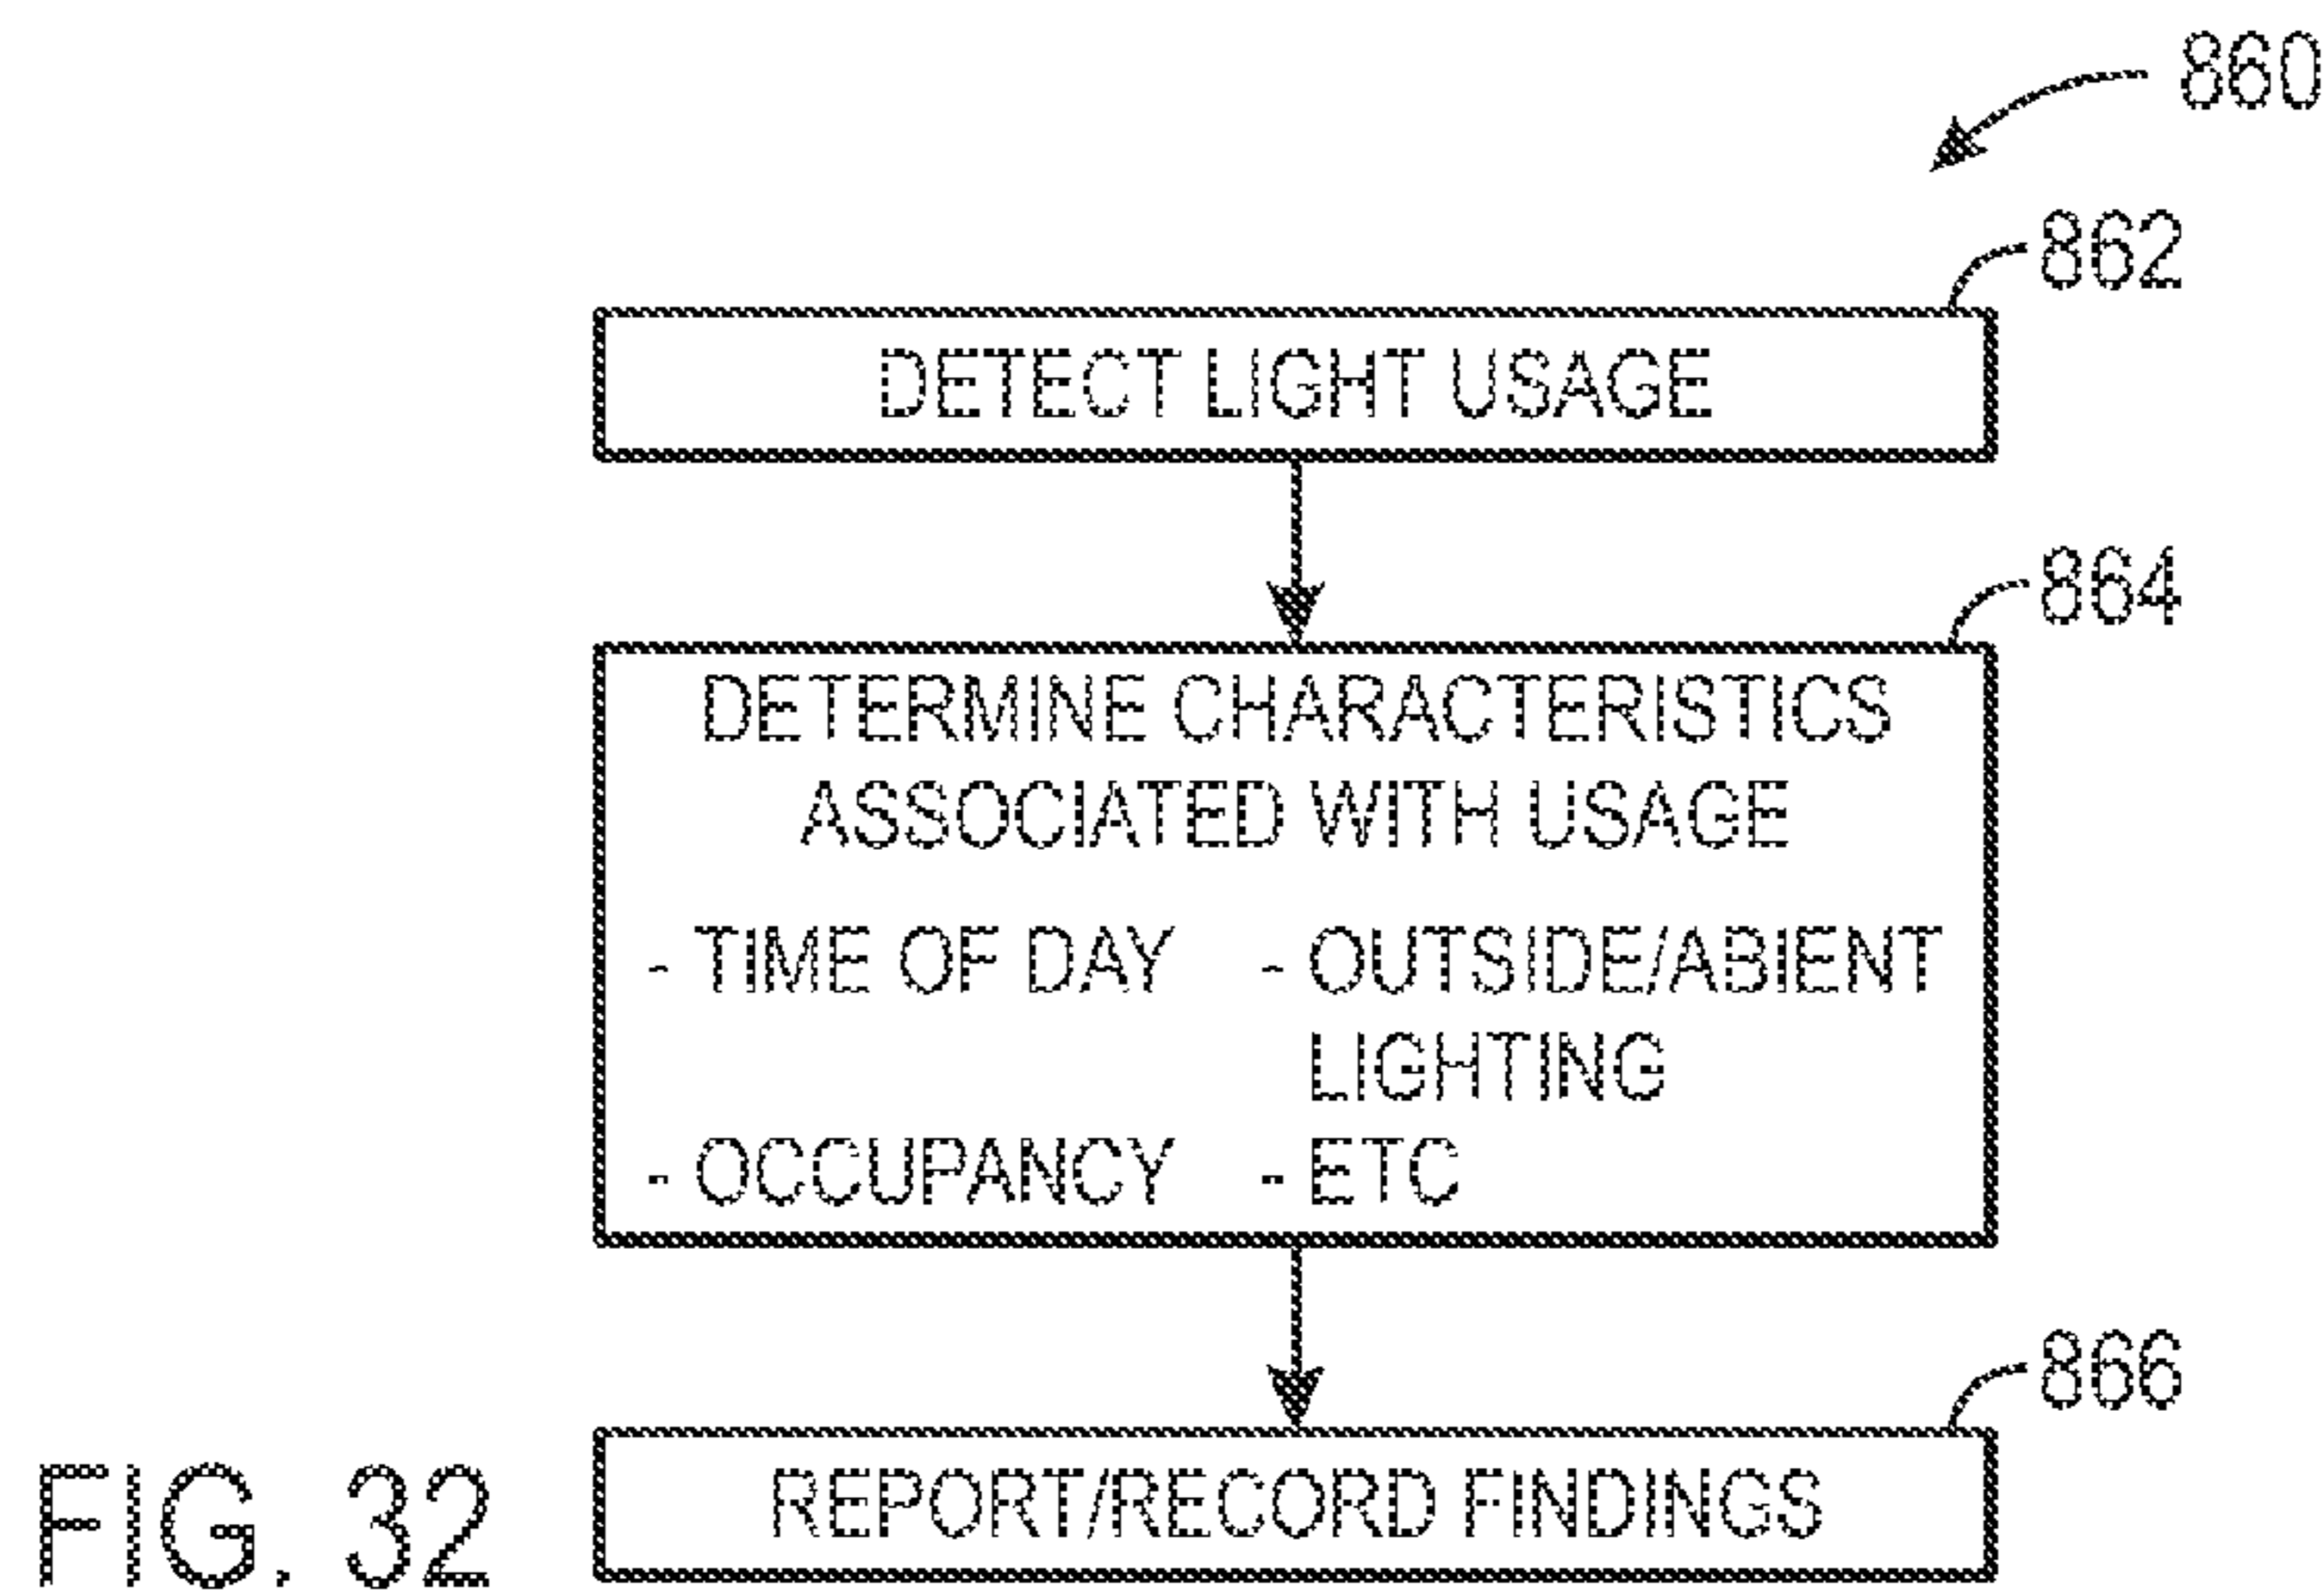 860
862
DETECT LIGHT USAGE
864
DETERMINE CHARACTERISTICS
ASSOCIATED WITH USAGE
- TIME OF DAY - OUTSIDE/ABIENT
LIGHTING
- OCCUPANCY - ETC
866
REPORT/RECORD FINDINGS
FIG. 32